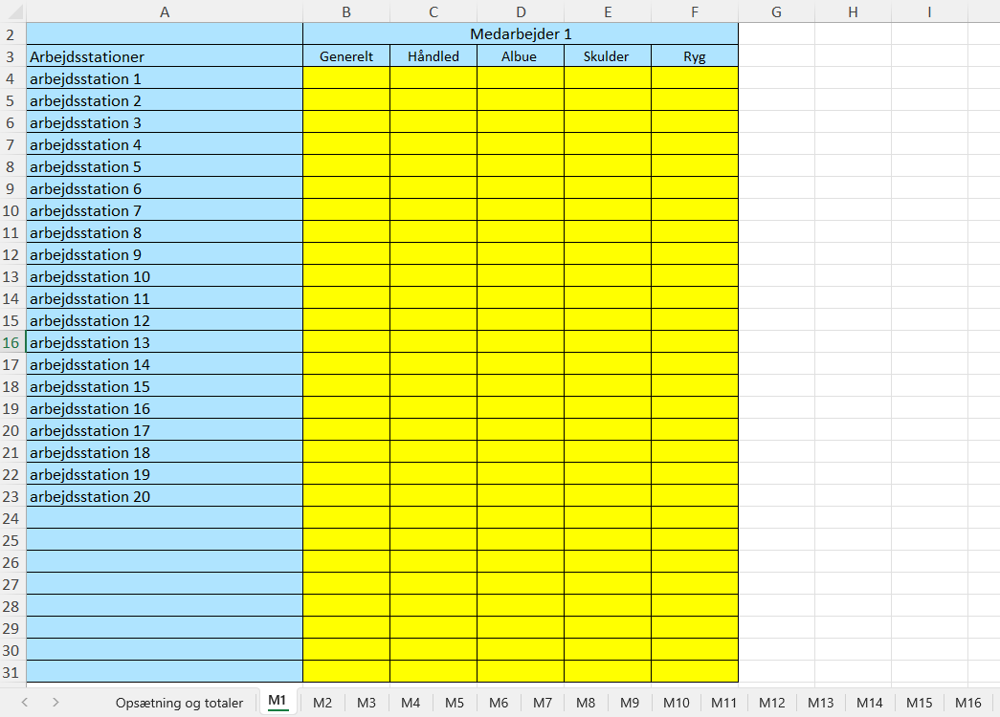 A B C D E F G H I
2 Medarbejder 1
3 Arbejdsstationer Generelt Håndled Albue Skulder Ryg
4 arbejdsstation 1
5 arbejdsstation 2
6 arbejdsstation 3
7 arbejdsstation 4
8 arbejdsstation 5
9 arbejdsstation 6
10 arbejdsstation 7
11 arbejdsstation 8
12 arbejdsstation 9
13 arbejdsstation 10
14 arbejdsstation 11
15 arbejdsstation 12
16 arbejdsstation 13
17 arbejdsstation 14
18 arbejdsstation 15
19 arbejdsstation 16
20 arbejdsstation 17
21 arbejdsstation 18
22 arbejdsstation 19
23 arbejdsstation 20
24
25
26
27
28
29
30
31
Opsætning og totaler M1 M2 M3 M4 M5 M6 M7 M8 M9 M10 M11 M12 M13 M14 M15 M16